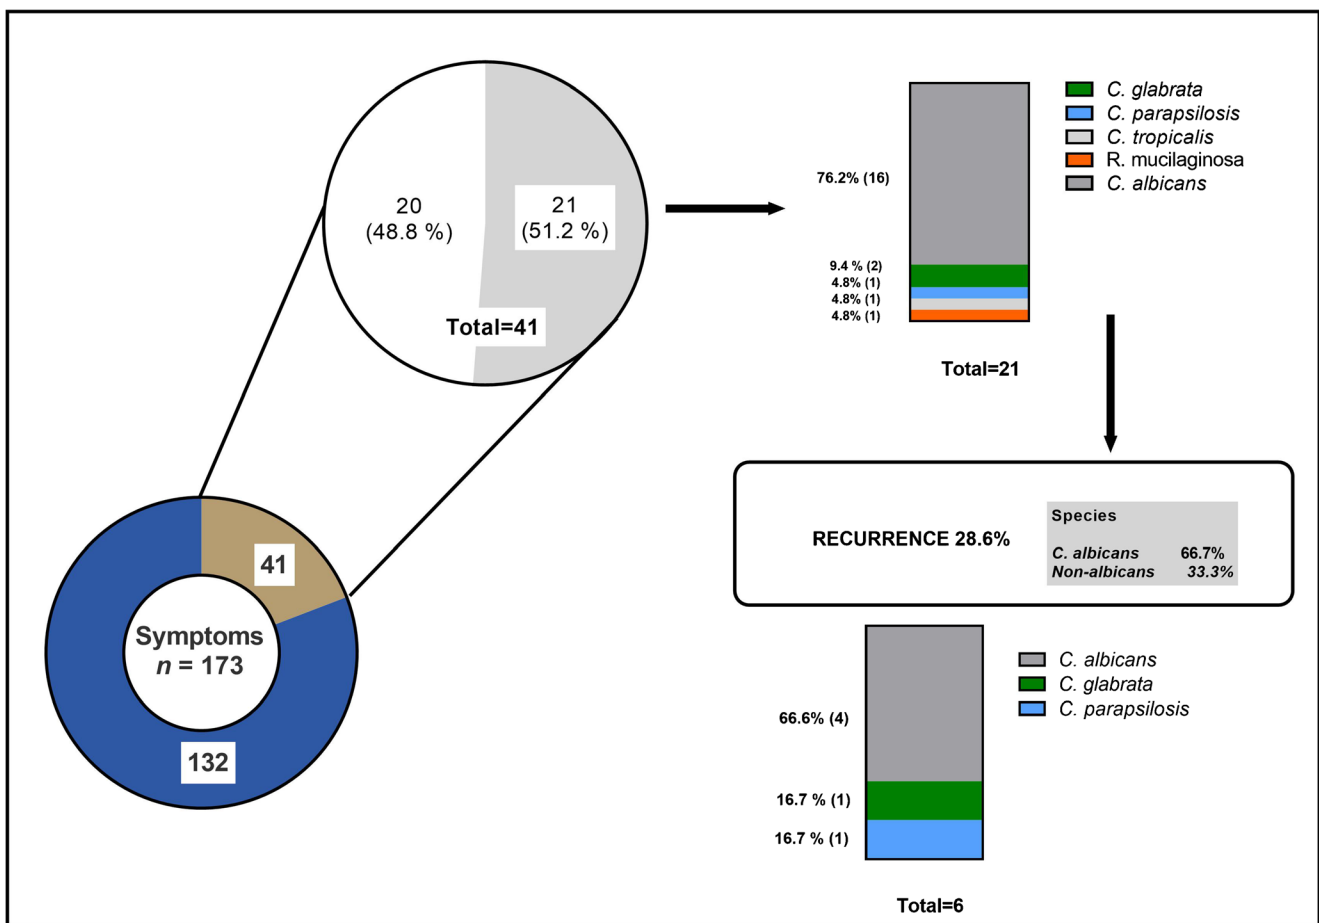 20
(48.8 %)
21
(51.2 %)
Total=41
41
Symptoms
n = 173
132
76.2% (16)
9.4 % (2)
4.8% (1)
4.8% (1)
4.8% (1)
Total=21
C. glabrata
C. parapsilosis
C. tropicalis
R. mucilaginosa
C. albicans
RECURRENCE 28.6%
Species
C. albicans 66.7%
Non-albicans 33.3%
66.6% (4)
16.7 % (1)
16.7 % (1)
Total=6
C. albicans
C. glabrata
C. parapsilosis